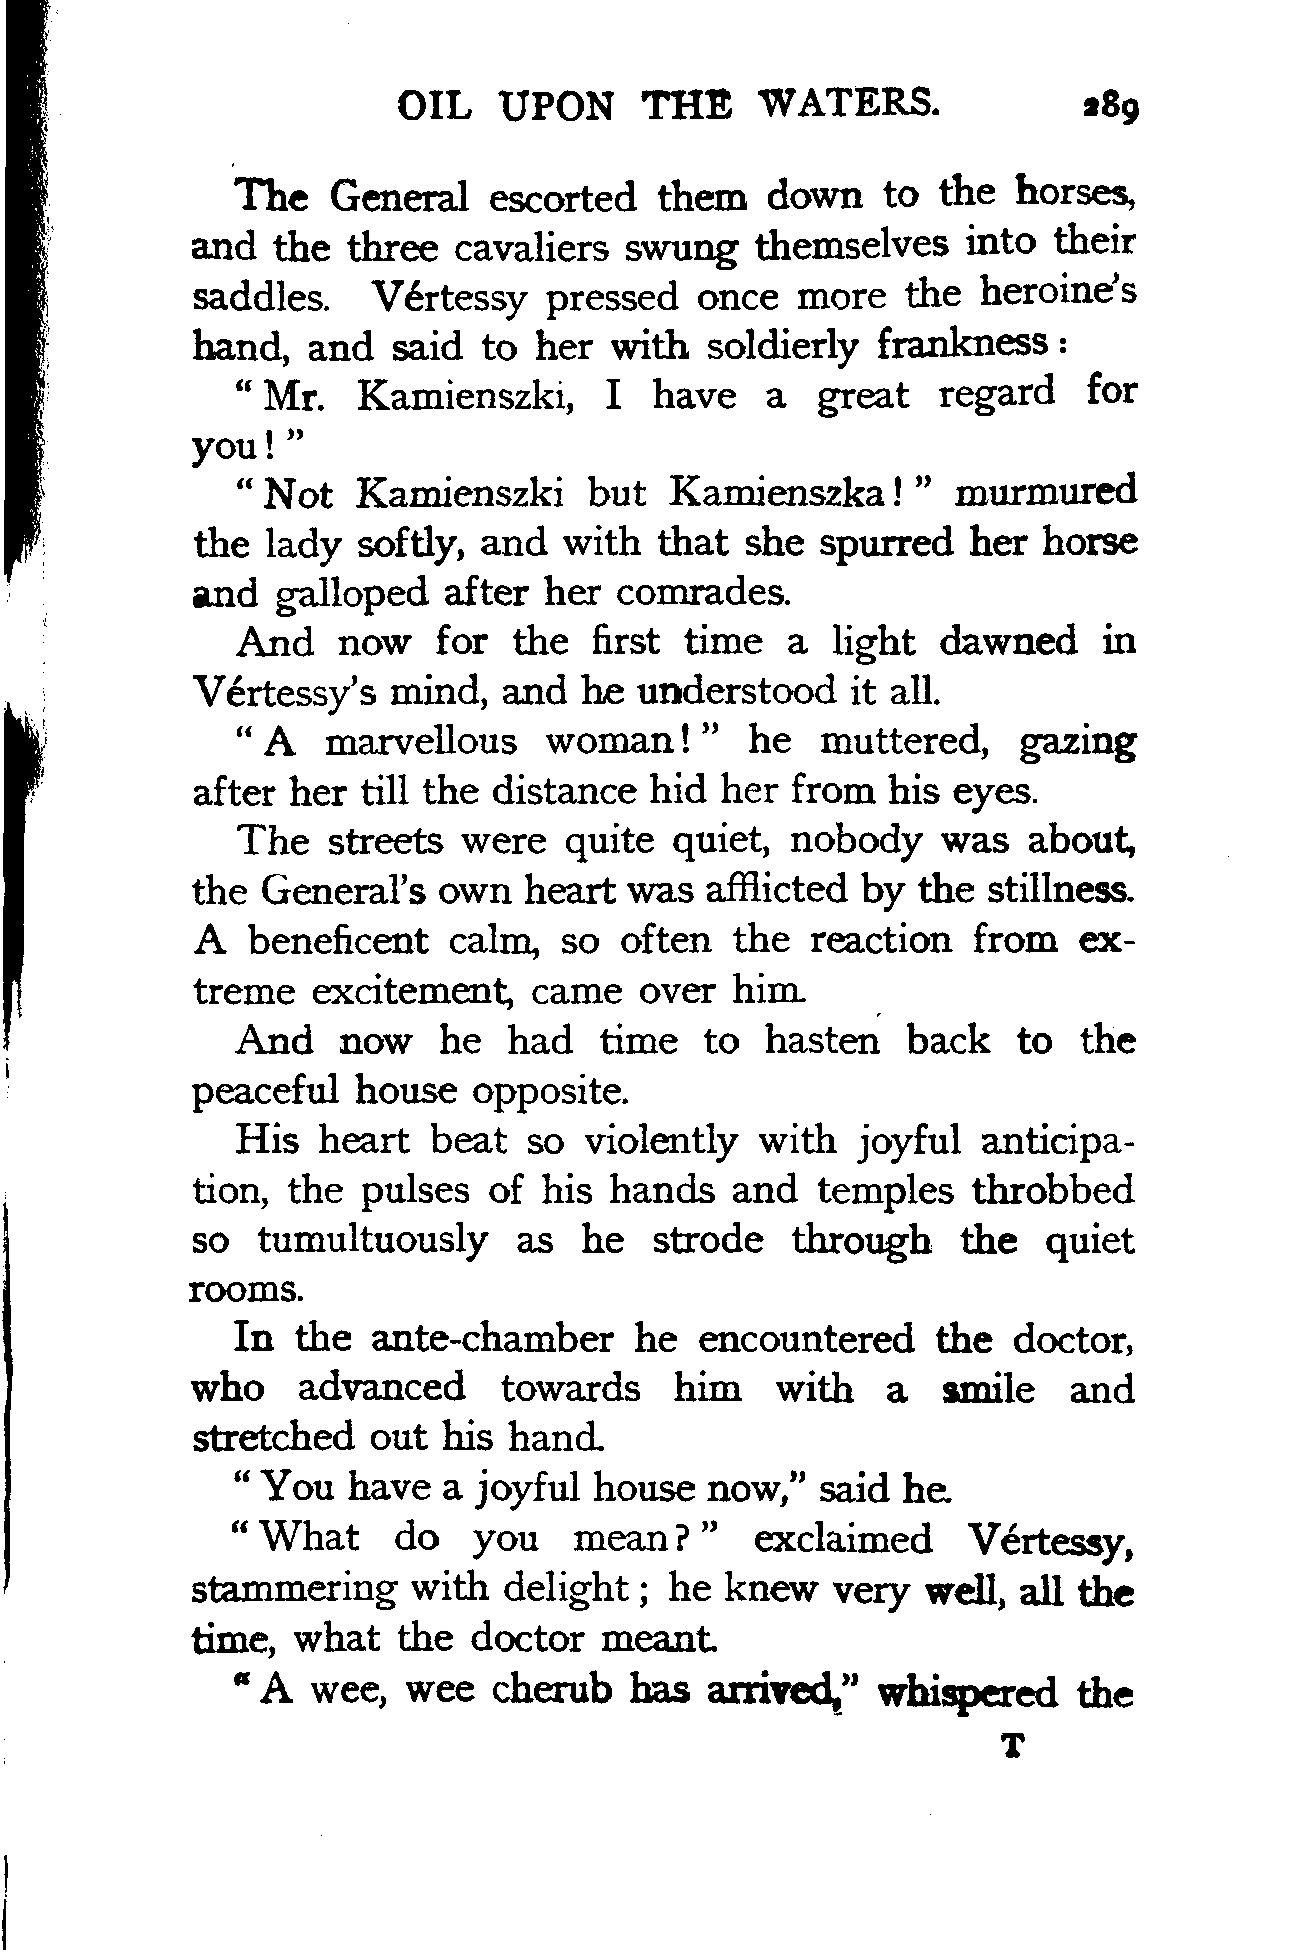 OIL UPON THE WATERS. 289
The General escorted them down to the horses,
and the three cavaliers swung themselves into their
saddles. Vértessy pressed once more the heroine's
hand, and said to her with soldierly frankness:
"Mr. Kamienszki, I have a great regard for
you!"
"Not Kamienszki but Kamienszka!" murmured
the lady softly, and with that she spurred her horse
and galloped after her comrades.
And now for the first time a light dawned in
Vértessy's mind, and he understood it all.
"A marvellous woman!" he muttered, gazing
after her till the distance hid her from his eyes.
The streets were quite quiet, nobody was about,
the General's own heart was afflicted by the stillness.
A beneficent calm, so often the reaction from ex-
treme excitement, came over him.
And now he had time to hasten back to the
peaceful house opposite.
His heart beat so violently with joyful anticipa-
tion, the pulses of his hands and temples throbbed
so tumultuously as he strode through the quiet
rooms.
In the ante-chamber he encountered the doctor,
who advanced towards him with a smile and
stretched out his hand.
"You have a joyful house now," said he.
"What do you mean?" exclaimed Vértessy,
stammering with delight; he knew very well, all the
time, what the doctor meant.
"A wee, wee cherub has arrived," whispered the
T